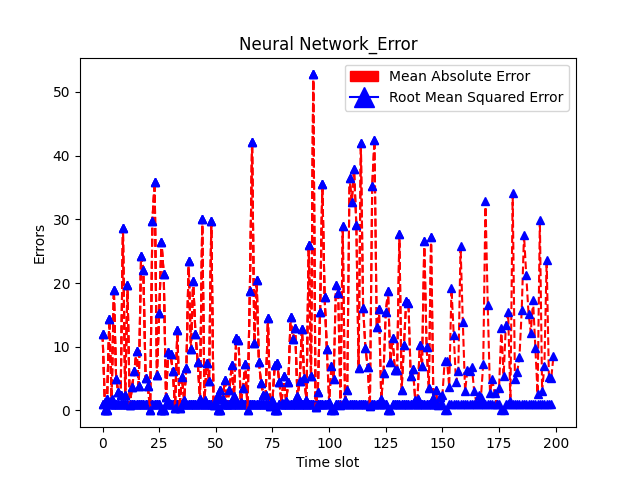 Neural Network_Error
Mean Absolute Error
Root Mean Squared Error
Errors
50
40
30
20
10
0
0 25 50 75 100 125 150 175 200
Time slot